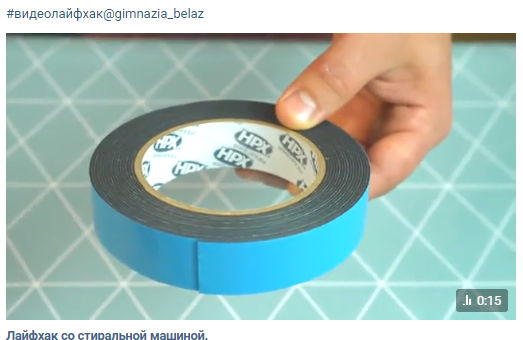 #видеолайфхак@gimnazia_belaz
HPX
HPX
HPX
HPX
0:15
Лайфхак со стиральной машиной.